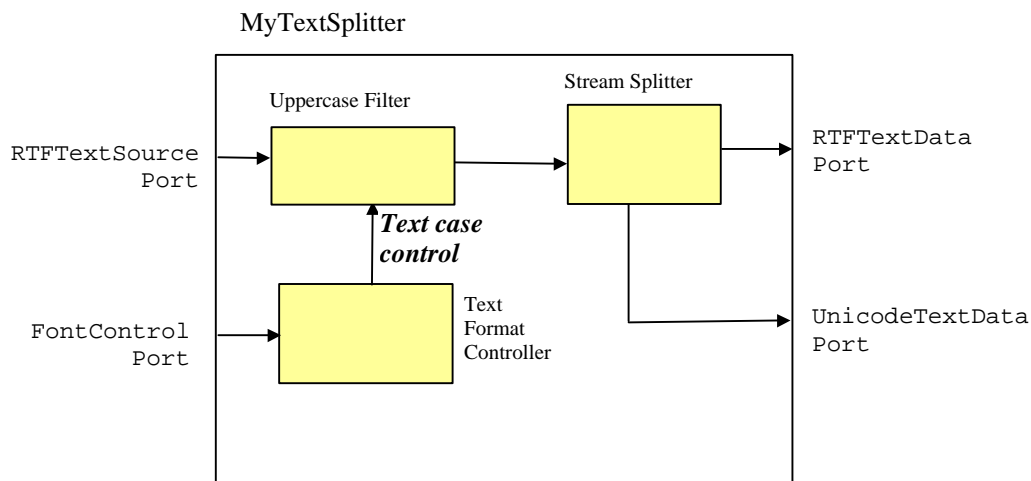 MyTextSplitter
Stream Splitter
Uppercase Filter
RTFTextSource
Port
RTFTextData
Port
Text case
control
Text
Format
Controller
FontControl
Port
UnicodeTextData
Port